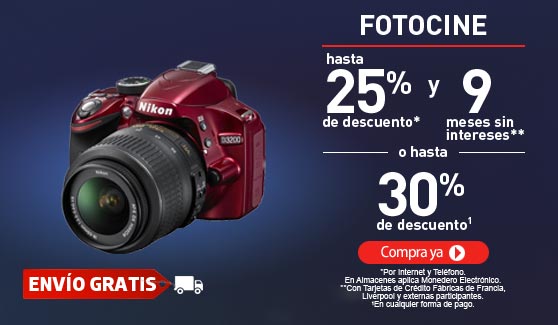 FOTOCINE
hasta
25% y 9
de descuento*
meses sin
intereses**
o hasta
30%
de descuento¹
Compra ya
*Por Internet y Teléfono.
En Almacenes aplica Monedero Electrónico.
**Con Tarjetas de Crédito Fábricas de Francia,
Liverpool y externas participantes.
¹En cualquier forma de pago.
Nikon
D3200
Nikon
ENVÍO GRATIS